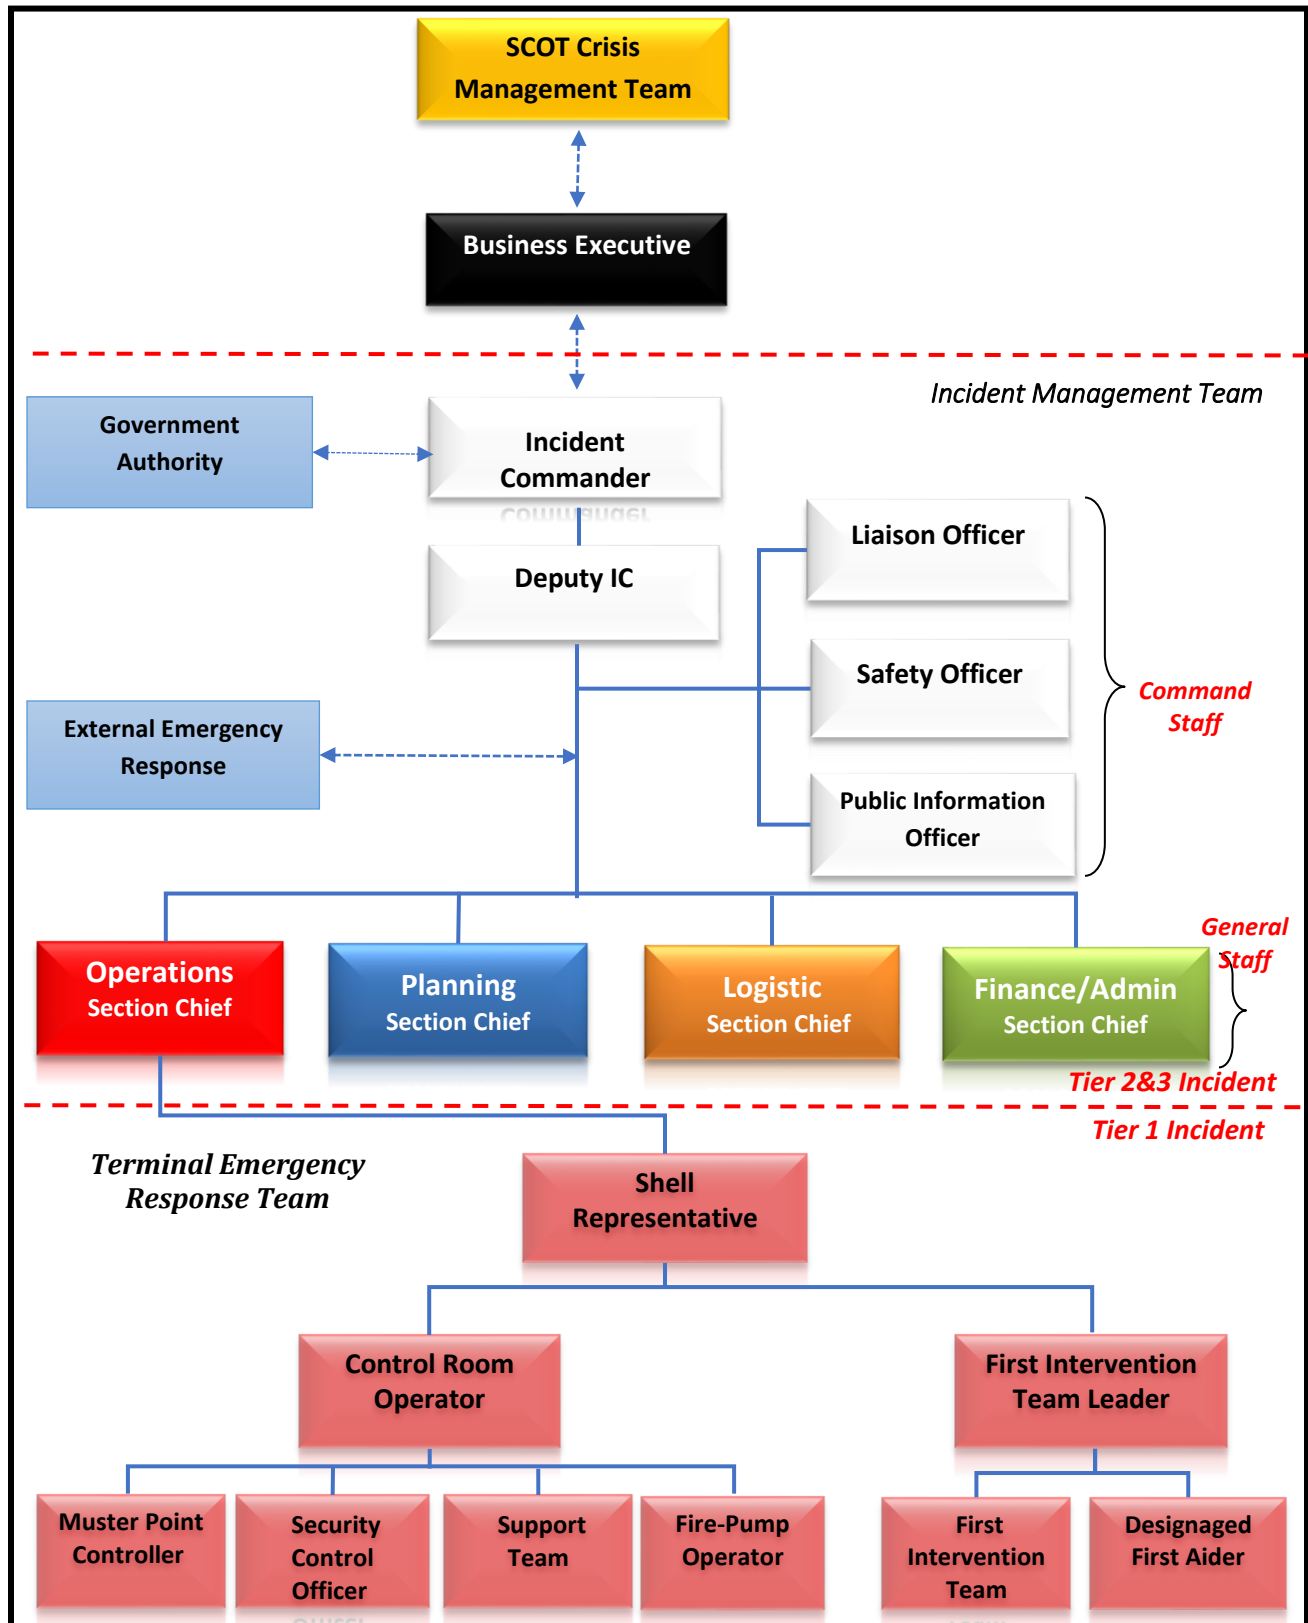 SCOT Crisis
Management Team
Business Executive
Incident Management Team
Government
Authority
Incident
Commander
Deputy IC
Liaison Officer
Safety Officer
Command
Staff
External Emergency
Response
Public Information
Officer
General
Staff
Operations
Section Chief
Planning
Section Chief
Logistic
Section Chief
Finance/Admin
Section Chief
Tier 2&3 Incident
Tier 1 Incident
Terminal Emergency
Response Team
Shell
Representative
Control Room
Operator
First Intervention
Team Leader
Muster Point
Controller
Security
Control
Officer
Support
Team
Fire-Pump
Operator
First
Intervention
Team
Designaged
First Aider